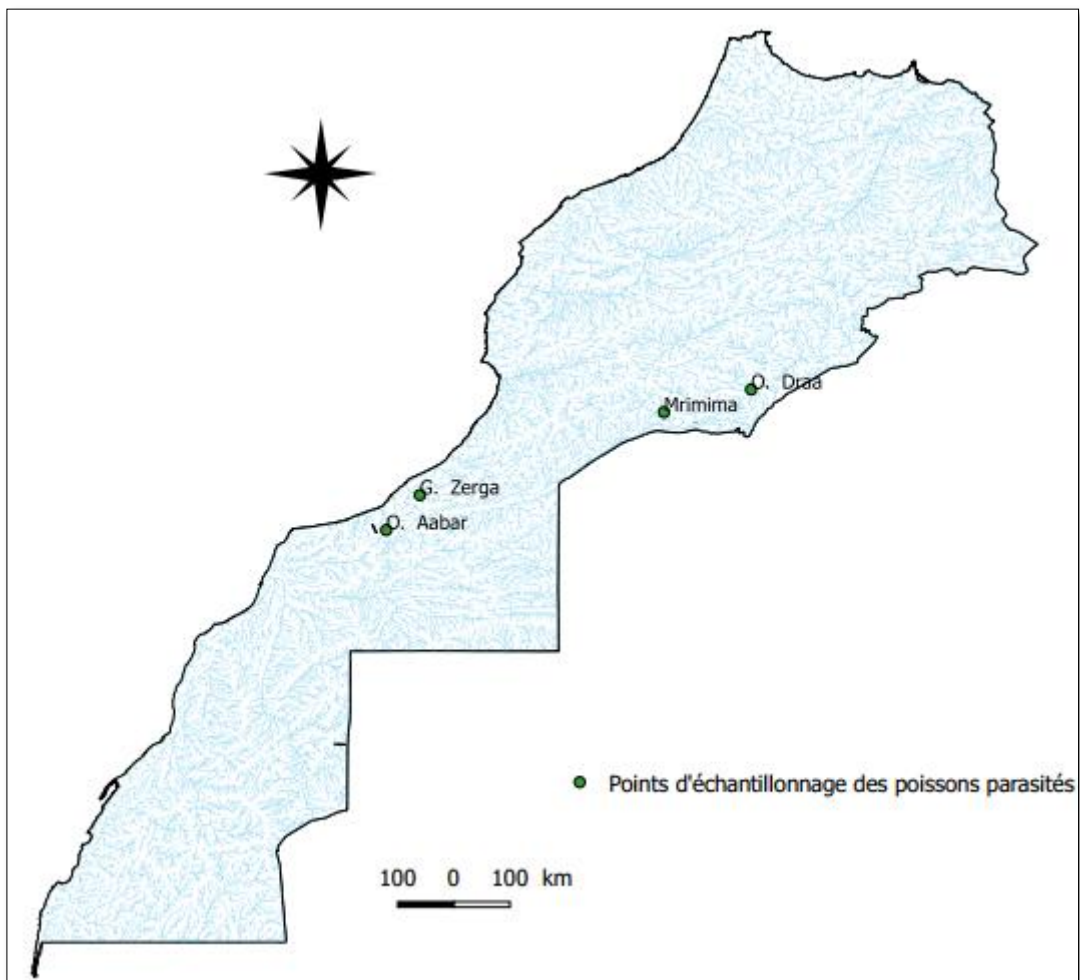 O. Draa
Mrimima
G. Zerga
O. Aabar
Points d'échantillonnage des poissons parasités
100 0 100 km